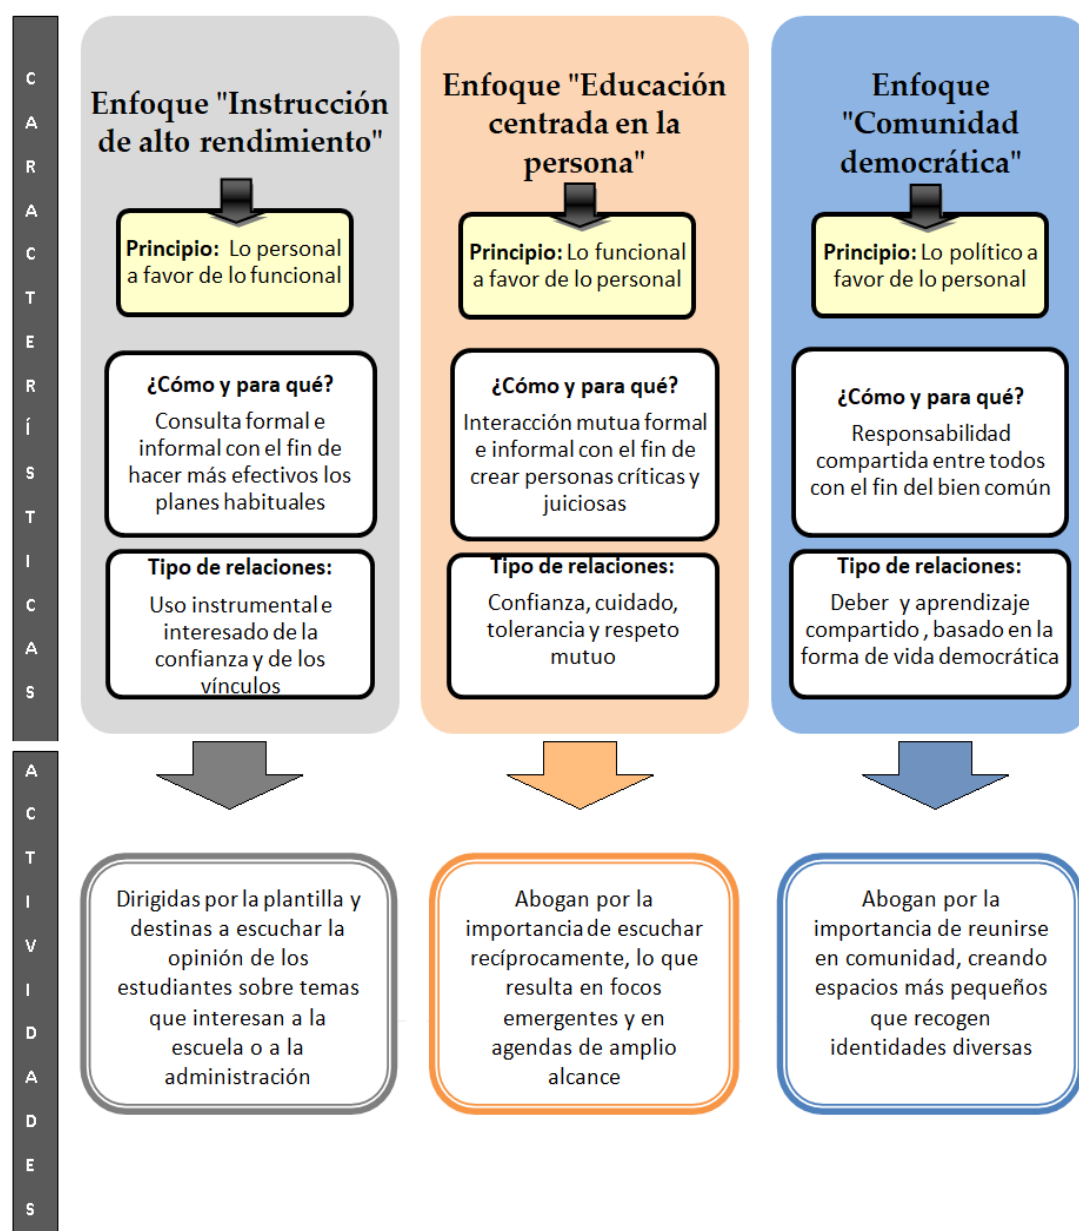 CARACTERÍSTICAS
Enfoque "Instrucción
de alto rendimiento"
Principio: Lo personal
a favor de lo funcional
¿Cómo y para qué?
Consulta formal e
informal con el fin de
hacer más efectivos los
planes habituales
Tipo de relaciones:
Uso instrumental e
interesado de la
confianza y de los
vínculos
Enfoque "Educación
centrada en la
persona"
Principio: Lo funcional
a favor de lo personal
¿Cómo y para qué?
Interacción mutua formal
e informal con el fin de
crear personas críticas y
juiciosas
Tipo de relaciones:
Confianza, cuidado,
tolerancia y respeto
mutuo
Enfoque
"Comunidad
democrática"
Principio: Lo político a
favor de lo personal
¿Cómo y para qué?
Responsabilidad
compartida entre todos
con el fin del bien común
Tipo de relaciones:
Deber y aprendizaje
compartido , basado en la
forma de vida democrática
ACTIVIDADES
Dirigidas por la plantilla y
destinas a escuchar la
opinión de los
estudiantes sobre temas
que interesan a la
escuela o a la
administración
Abogan por la
importancia de escuchar
recíprocamente, lo que
resulta en focos
emergentes y en
agendas de amplio
alcance
Abogan por la
importancia de reunirse
en comunidad, creando
espacios más pequeños
que recogen
identidades diversas